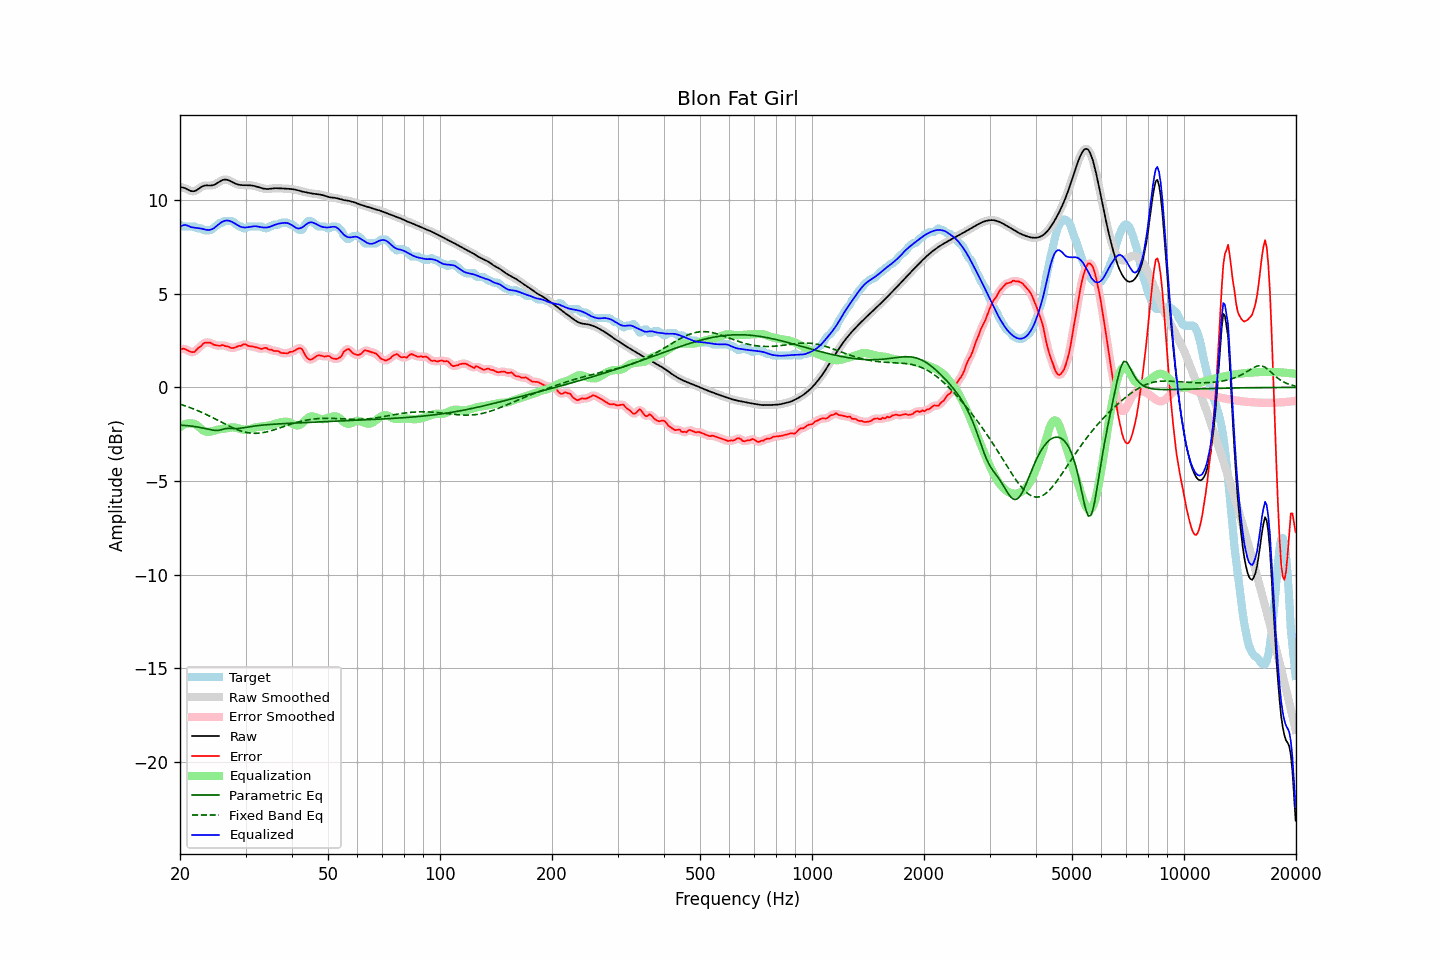 Blon Fat Girl
Amplitude (dBr)
10
5
0
−5
−10
−15
−20
Target
Raw Smoothed
Error Smoothed
Raw
Error
Equalization
Parametric Eq
Fixed Band Eq
Equalized
20 50 100 200 500 1000 2000 5000 10000 20000
Frequency (Hz)